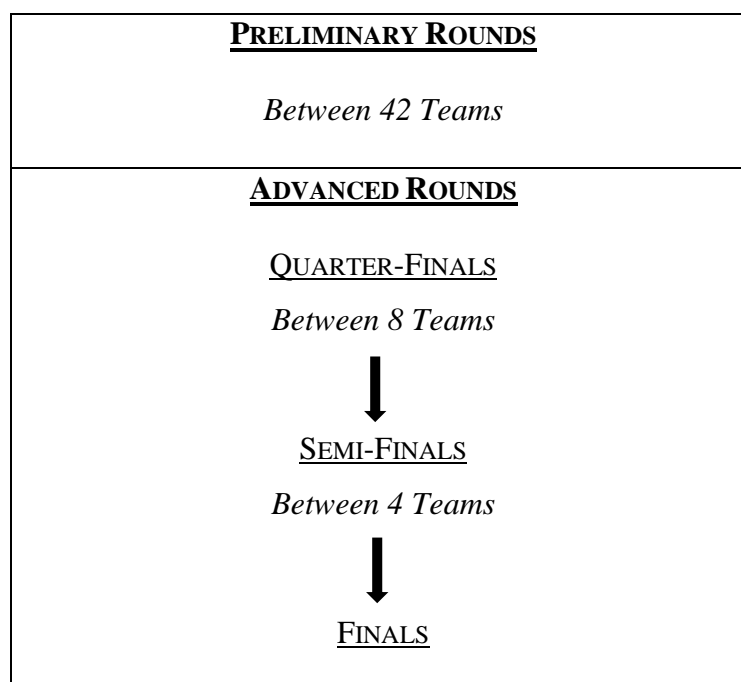 PRELIMINARY ROUNDS
Between 42 Teams
ADVANCED ROUNDS
QUARTER-FINALS
Between 8 Teams
SEMI-FINALS
Between 4 Teams
FINALS